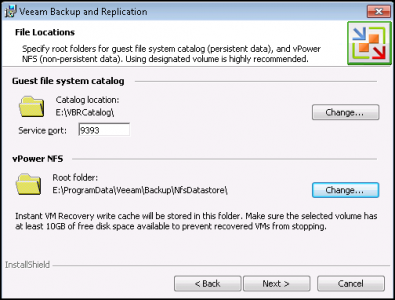 Veeam Backup and Replication
File Locations
Specify root folders for guest file system catalog (persistent data), and vPower
NFS (non-persistent data). Using designated volume is highly recommended.
Guest file system catalog
Catalog location:
E:\VBRCatalog\
Change...
Service port: 9393
vPower NFS
Root folder:
E:\ProgramData\Veeam\Backup\NfsDatastore\
Change...
Instant VM Recovery write cache will be stored in this folder. Make sure the selected volume has
at least 10GB of free disk space available to prevent recovered VMs from stopping.
InstallShield
< Back Next > Cancel